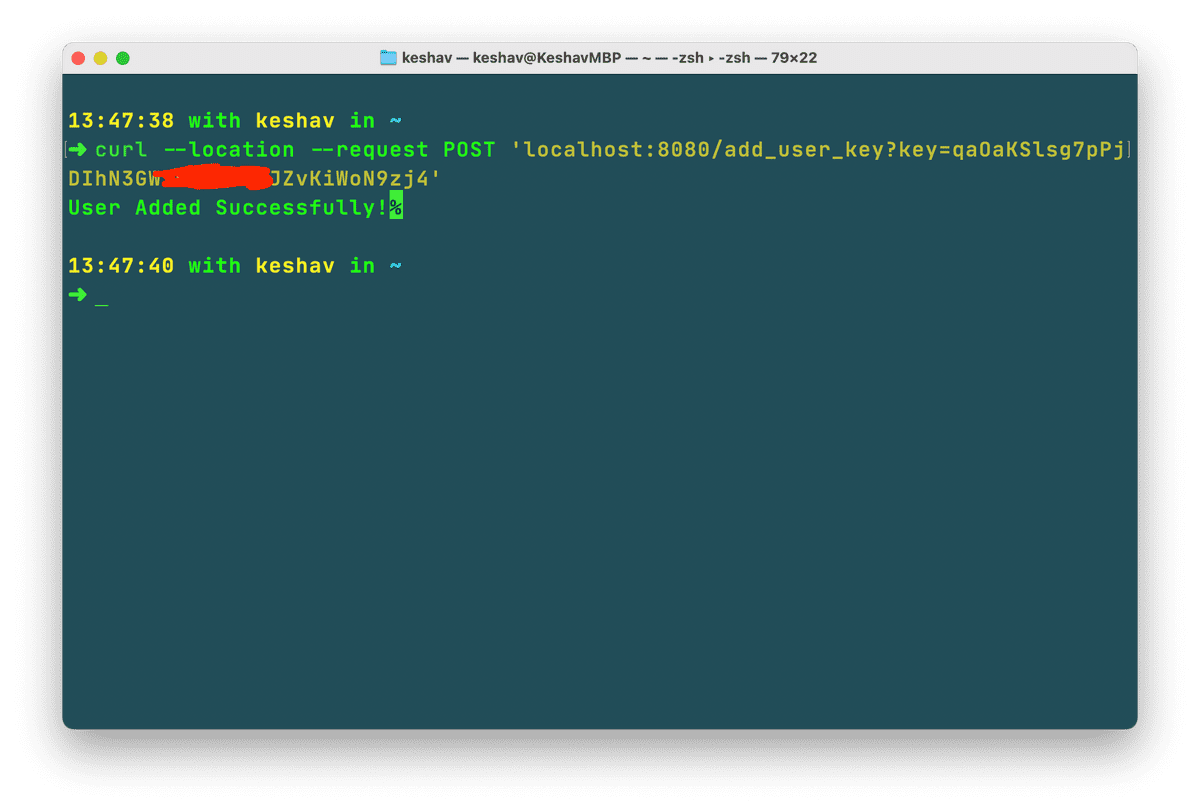 keshav — keshav@KeshavMBP — ~ — -zsh ▸ -zsh — 79×22
13:47:38 with keshav in ~
➜ curl --location --request POST 'localhost:8080/add_user_key?key=qaOaKSlsg7pPj
DIhN3GW JZvKiWoN9zj4'
User Added Successfully!%
13:47:40 with keshav in ~
➜ _